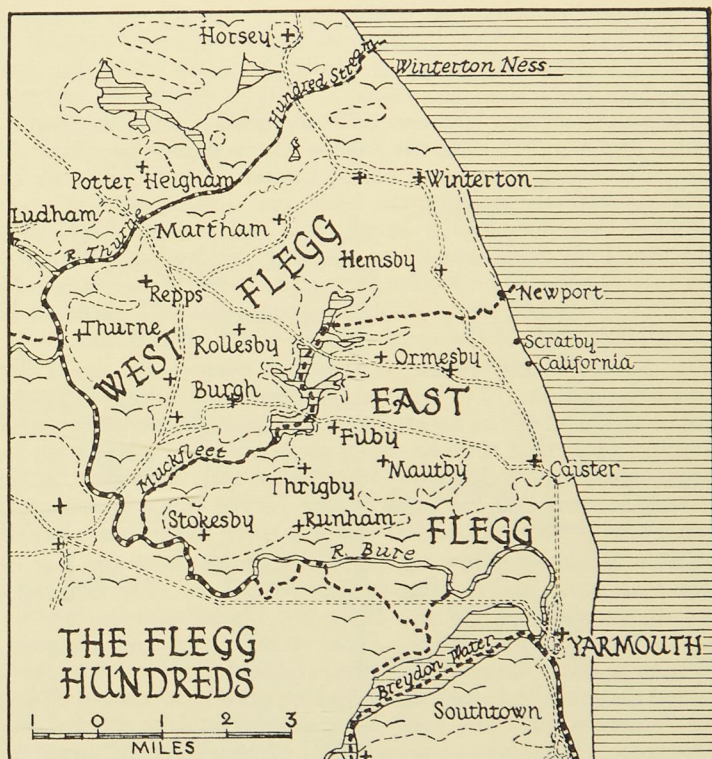 Horsey
Hundred Stream
Winterton Ness
Potter Heigham
Winterton
Ludham
R. Thurne
Martham
FLEGG
Hemsby
Repps
Newport
Thurne
WEST
Rollesby
Scratby
Ormesby
California
Burgh
EAST
Filby
Muckfleet
Mautby
Caister
Thrigby
Stokesby
Runham
FLEGG
R. Bure
THE FLEGG
HUNDREDS
Breydon Water
YARMOUTH
Southtown
1 0 1 2 3
MILES